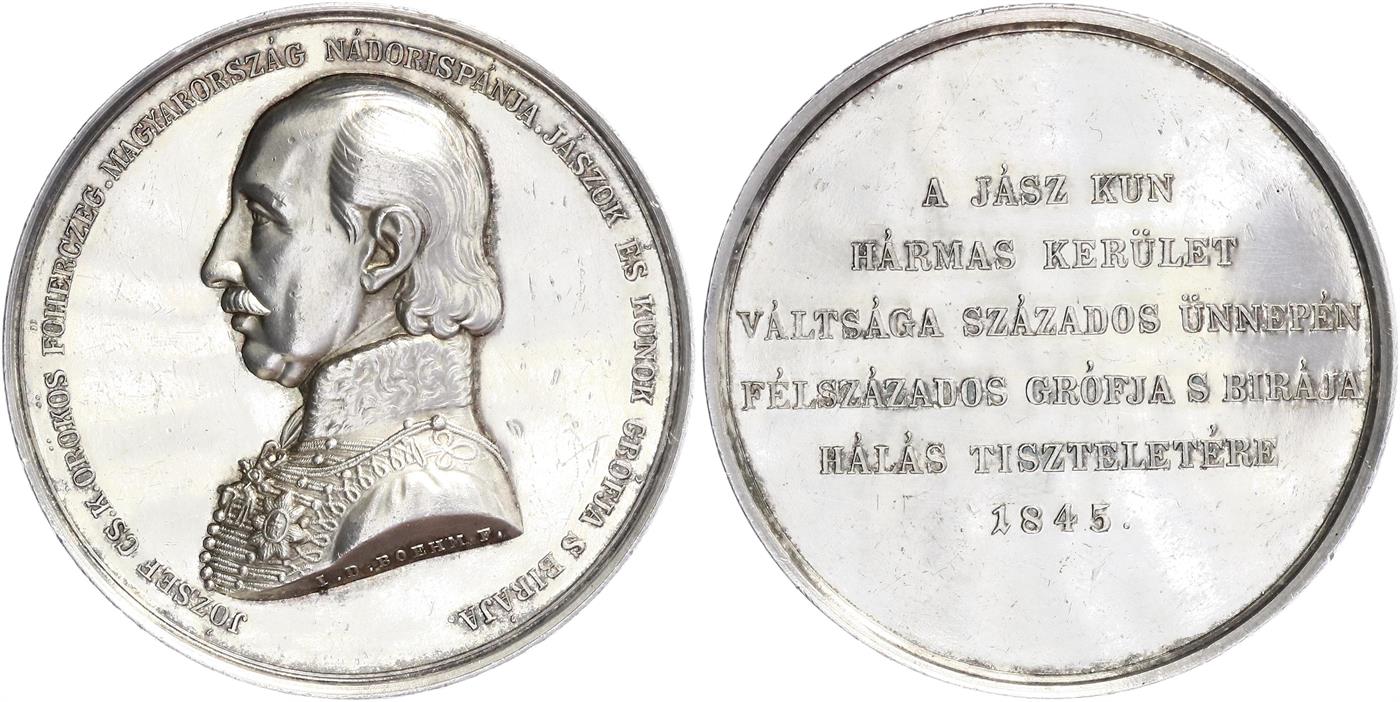 JÓZSEF CS. K. ÖRÖKÖS FŐHERCZEG. MAGYARORSZÁG NÁDORISPÁNJA. JÁSZOK ÉS KUNOK GRÓFJA S BIRÁJA.
I. D. BOEHM. F.
A JÁSZ KUN
HÁRMAS KERÜLET
VÁLTSÁGA SZÁZADOS ÜNNEPÉN
FÉLSZÁZADOS GRÓFJA S BIRÁJA
HÁLÁS TISZTELETÉRE
1845.